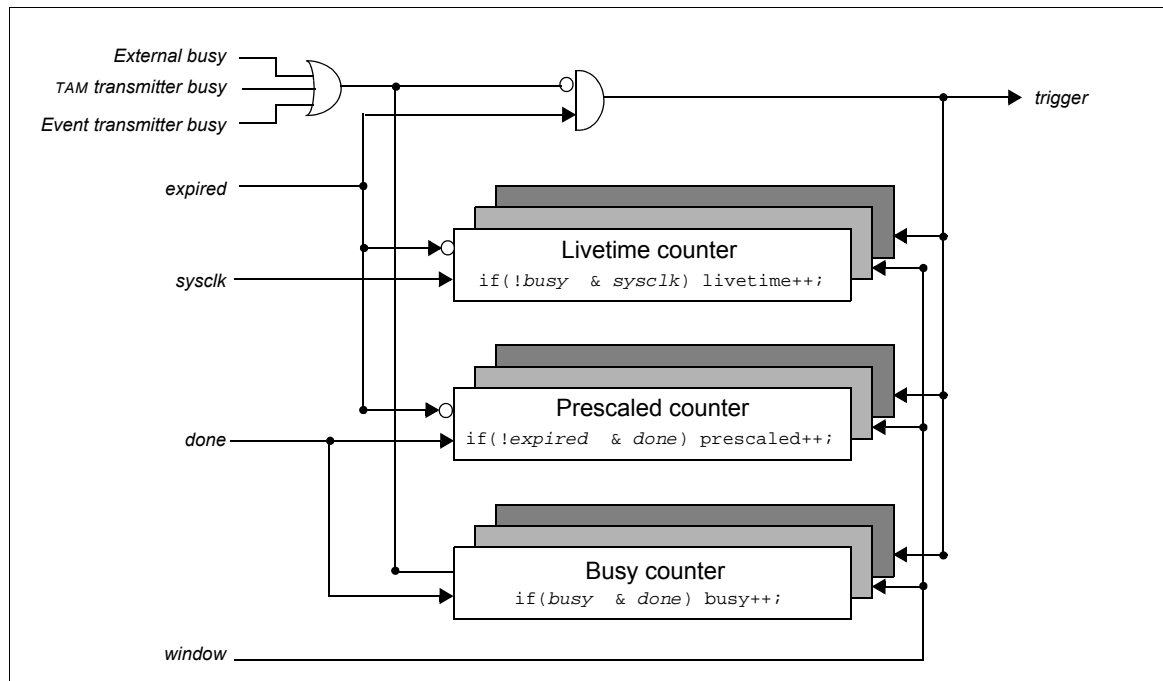 External busy
TAM transmitter busy
Event transmitter busy
trigger
expired
Livetime counter
if(!busy & sysclk) livetime++;
sysclk
Prescaled counter
if(!expired & done) prescaled++;
done
Busy counter
if(busy & done) busy++;
window